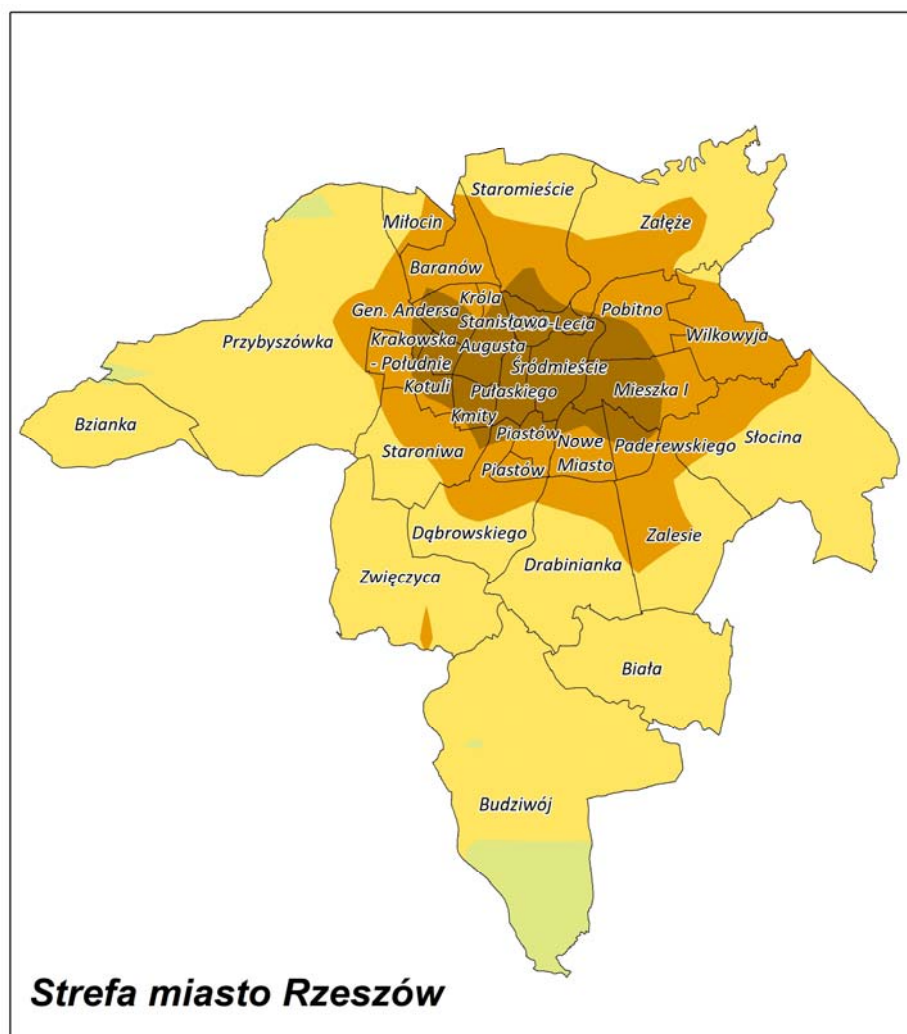 Staromieście
Miłocin
Załęże
Baranów
Gen. Andersa
Króla
Stanisława
Augusta
-Lecia
Pobitno
Wilkowyja
Przybyszówka
Krakowska
- Południe
Kotuli
Śródmieście
Pułaskiego
Mieszka I
Bzianka
Kmity
Piastów
Nowe
Miasto
Paderewskiego
Słocina
Staroniwa
Piastów
Dąbrowskiego
Zalesie
Drabinianka
Zwięczyca
Biała
Budziwój
Strefa miasto Rzeszów